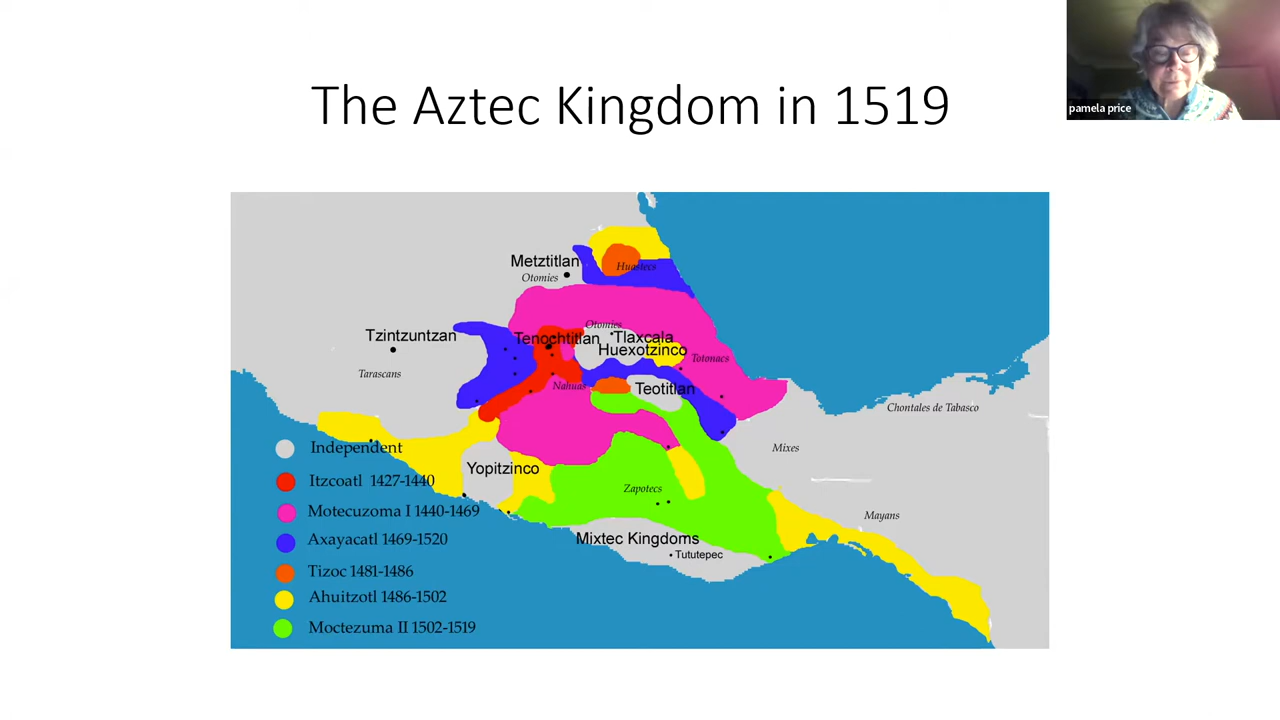 The Aztec Kingdom in 1519
pamela price
Metztitlan
Otomies
Huastecs
Tzintzuntzan
Tarascans
Tenochtitlan
Otomies
Tlaxcala
Huexotzinco
Totonacs
Nahuas
Teotitlan
Chontales de Tabasco
Mixes
Yopitzinco
Zapotecs
Mayans
Mixtec Kingdoms
Tututepec
Independent
Itzcoatl 1427-1440
Motecuzoma I 1440-1469
Axayacatl 1469-1520
Tizoc 1481-1486
Ahuitzotl 1486-1502
Moctezuma II 1502-1519